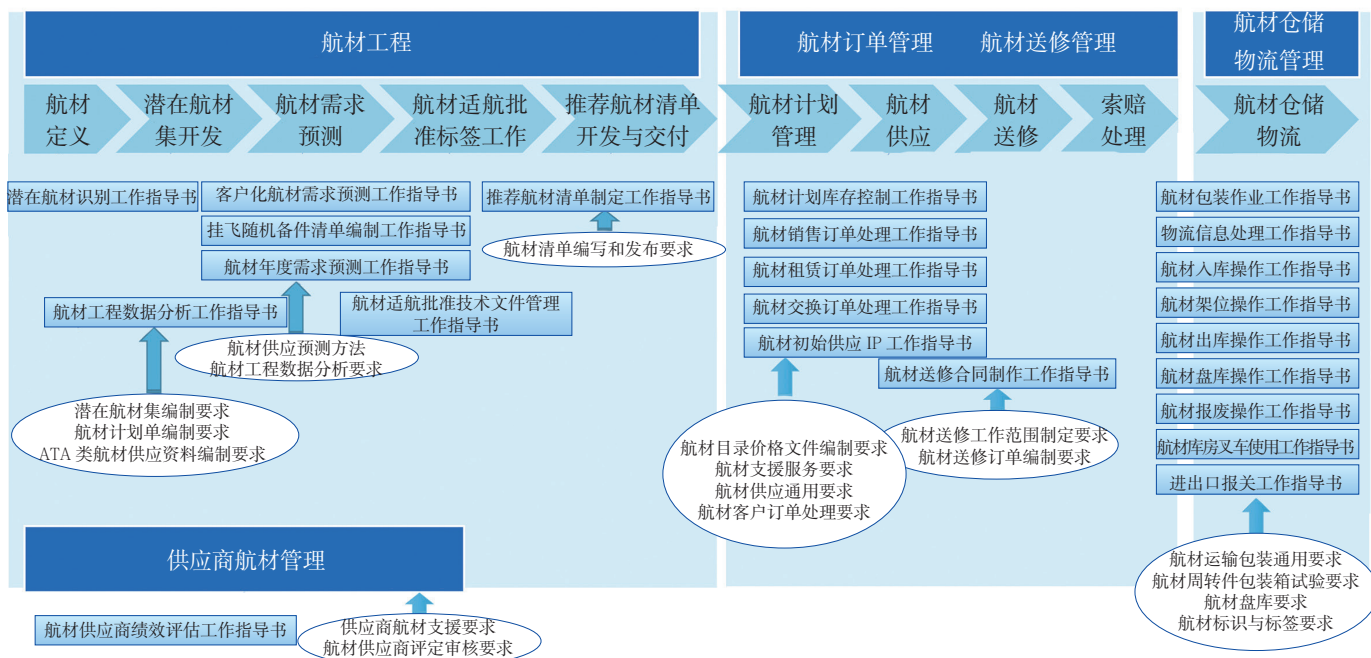 航材工程
航材订单管理
航材送修管理
航材仓储
物流管理
航材
定义
潜在航材
集开发
航材需求
预测
航材适航批
准标签工作
推荐航材清单
开发与交付
航材计划
管理
航材
供应
航材
送修
索赔
处理
航材仓储
物流
潜在航材识别工作指导书
客户化航材需求预测工作指导书
挂飞随机备件清单编制工作指导书
航材年度需求预测工作指导书
推荐航材清单制定工作指导书
航材清单编写和发布要求
航材工程数据分析工作指导书
航材适航批准技术文件管理
工作指导书
航材供应预测方法
航材工程数据分析要求
潜在航材集编制要求
航材计划单编制要求
ATA 类航材供应资料编制要求
航材计划库存控制工作指导书
航材销售订单处理工作指导书
航材租赁订单处理工作指导书
航材交换订单处理工作指导书
航材初始供应 IP 工作指导书
航材送修合同制作工作指导书
航材目录价格文件编制要求
航材支援服务要求
航材供应通用要求
航材客户订单处理要求
航材送修工作范围制定要求
航材送修订单编制要求
航材包装作业工作指导书
物流信息处理工作指导书
航材入库操作工作指导书
航材架位操作工作指导书
航材出库操作工作指导书
航材盘库操作工作指导书
航材报废操作工作指导书
航材库房叉车使用工作指导书
进出口报关工作指导书
航材运输包装通用要求
航材周转件包装箱试验要求
航材盘库要求
航材标识与标签要求
供应商航材管理
航材供应商绩效评估工作指导书
供应商航材支援要求
航材供应商评定审核要求